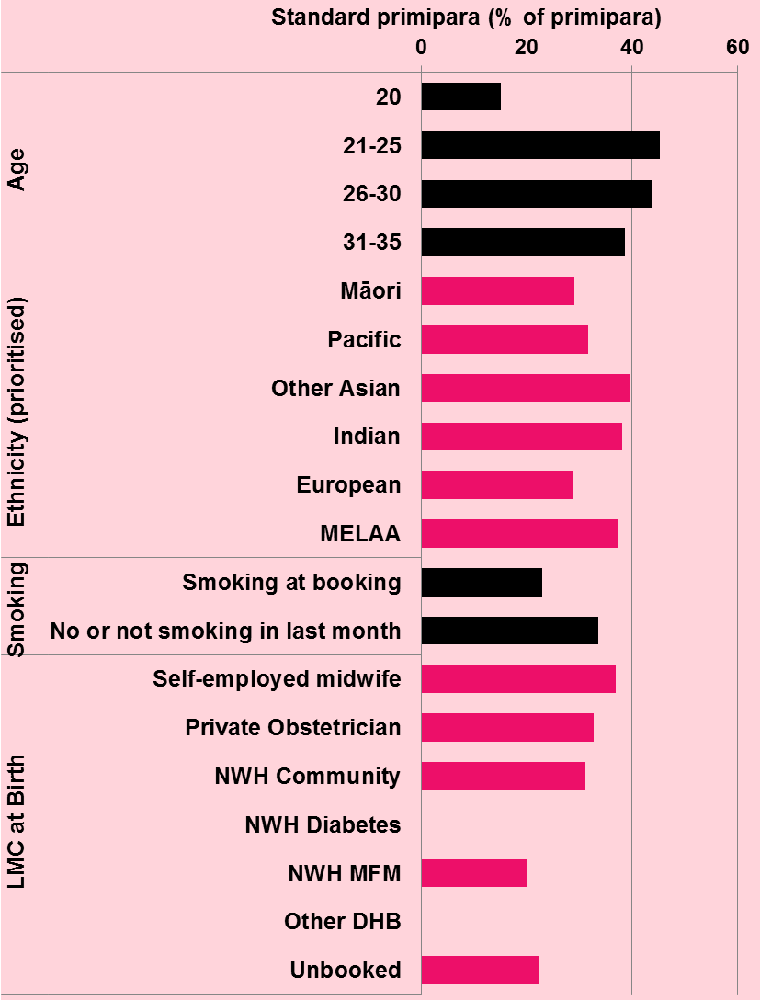 Standard primipara (% of primipara)
0 20 40 60
Age
20
21-25
26-30
31-35
Ethnicity (prioritised)
Māori
Pacific
Other Asian
Indian
European
MELAA
Smoking
Smoking at booking
No or not smoking in last month
LMC at Birth
Self-employed midwife
Private Obstetrician
NWH Community
NWH Diabetes
NWH MFM
Other DHB
Unbooked